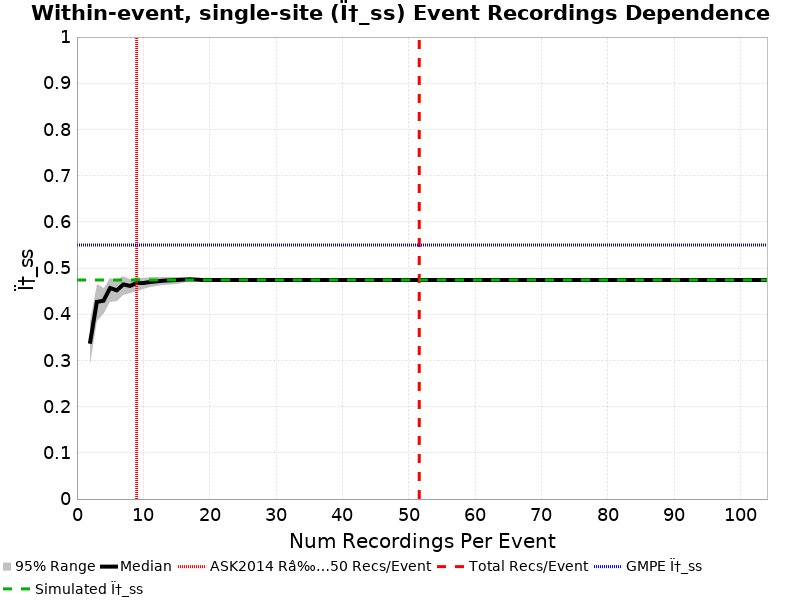 Within-event, single-site (Ï†_ss) Event Recordings Dependence
1
0.9
0.8
0.7
0.6
0.5
0.4
0.3
0.2
0.1
0
Ï†_ss
0 10 20 30 40 50 60 70 80 90 100
Num Recordings Per Event
95% Range Median ASK2014 Râ‰…50 Recs/Event Total Recs/Event GMPE Ï†_ss
Simulated Ï†_ss